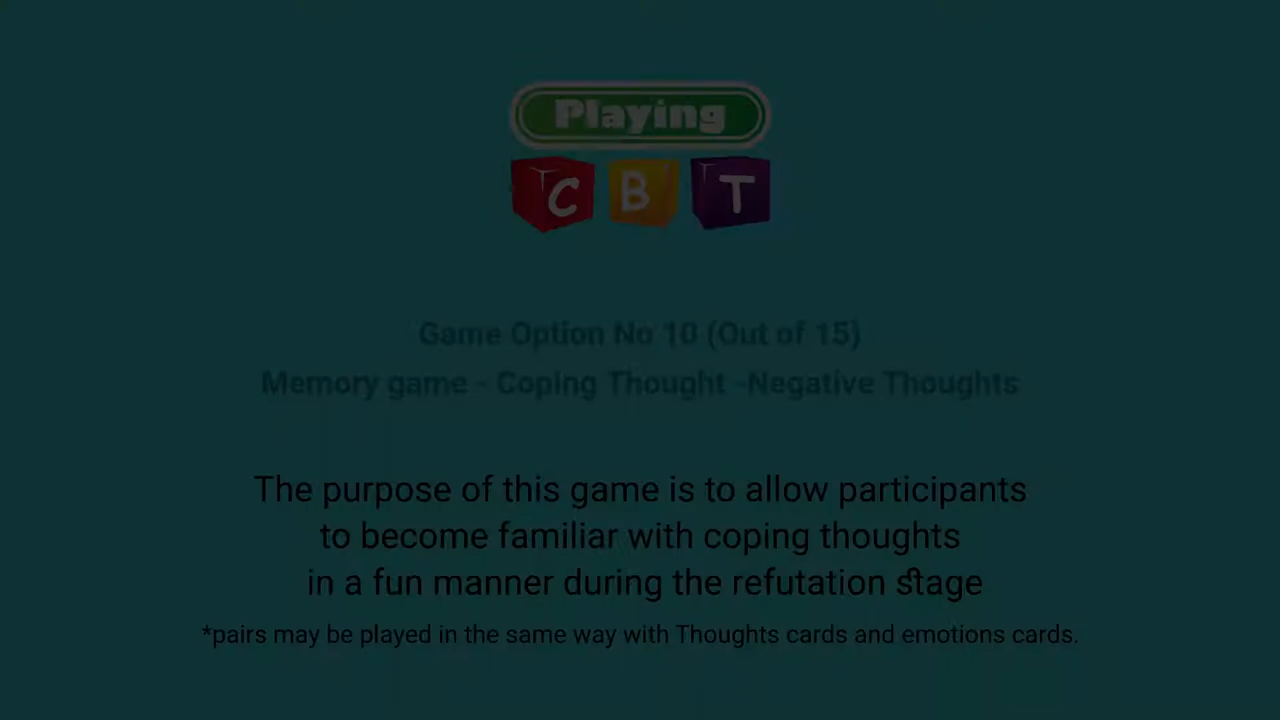 Playing
C B T
Game Option No 10 (Out of 15)
Memory game - Coping Thought -Negative Thoughts
The purpose of this game is to allow participants
to become familiar with coping thoughts
in a fun manner during the refutation stage
*pairs may be played in the same way with Thoughts cards and emotions cards.